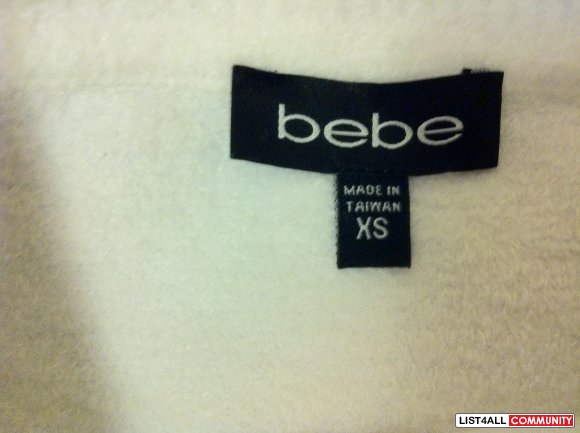 bebe
MADE IN
TAIWAN
XS
LIST4ALL COMMUNITY